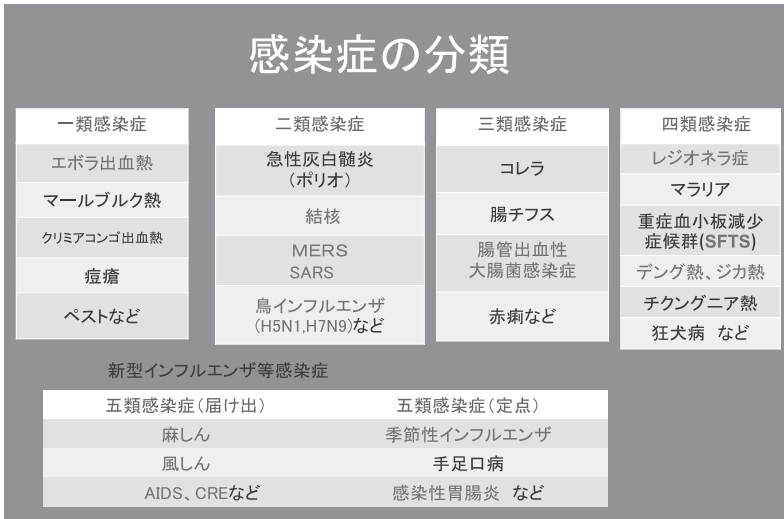 感染症の分類
一類感染症
エボラ出血熱
マールブルク熱
クリミアコンゴ出血熱
痘瘡
ペストなど
二類感染症
急性灰白髄炎
(ポリオ)
結核
MERS
SARS
鳥インフルエンザ
(H5N1,H7N9)など
三類感染症
コレラ
腸チフス
腸管出血性
大腸菌感染症
赤痢など
四類感染症
レジオネラ症
マラリア
重症血小板減少
症候群(SFTS)
デング熱、ジカ熱
チクングニア熱
狂犬病 など
新型インフルエンザ等感染症
五類感染症(届け出)
麻しん
風しん
AIDS、CREなど
五類感染症(定点)
季節性インフルエンザ
手足口病
感染性胃腸炎 など